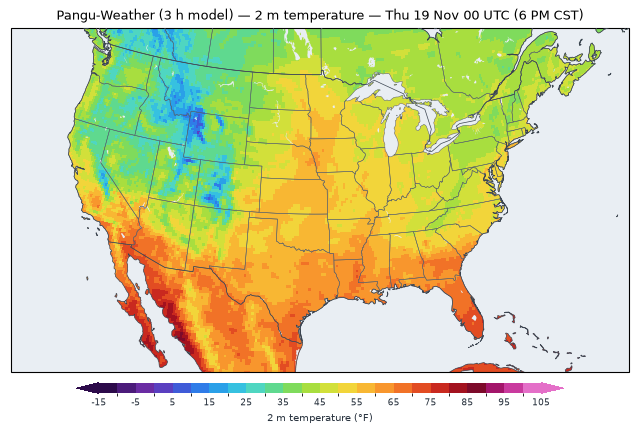 Pangu-Weather (3 h model) — 2 m temperature — Thu 19 Nov 00 UTC (6 PM CST)
-15 -5 5 15 25 35 45 55 65 75 85 95 105
2 m temperature (°F)